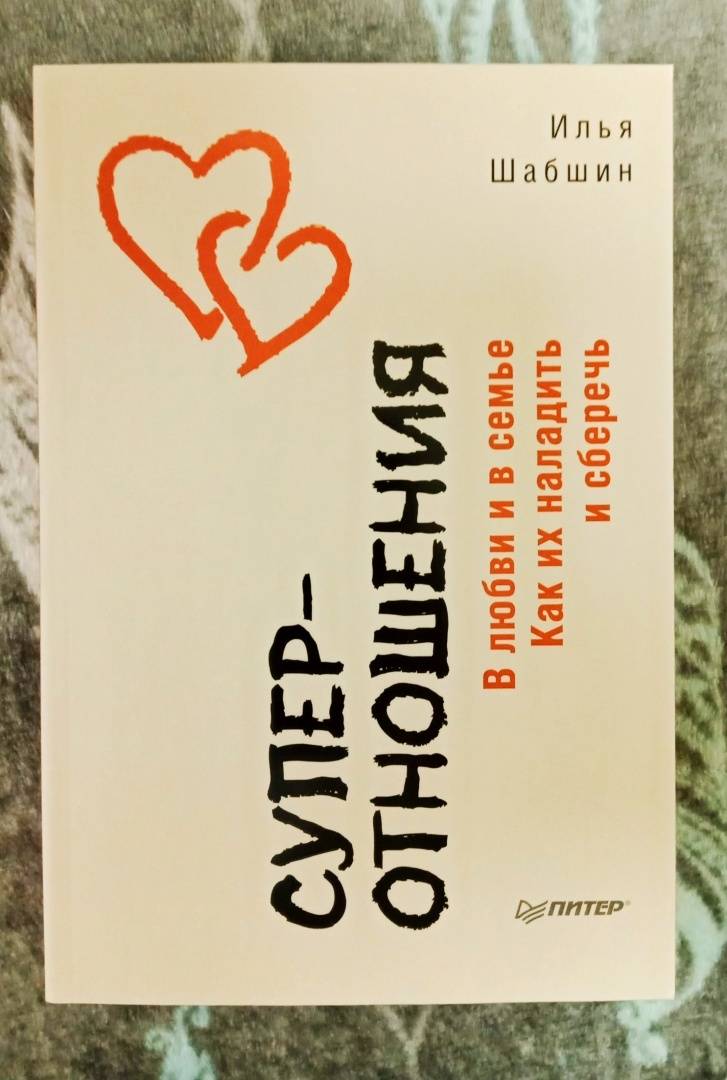 Илья
Шабшин
СУПЕР-
ОТНОШЕНИЯ
В любви и в семье
Как их наладить
и сберечь
ПИТЕР®